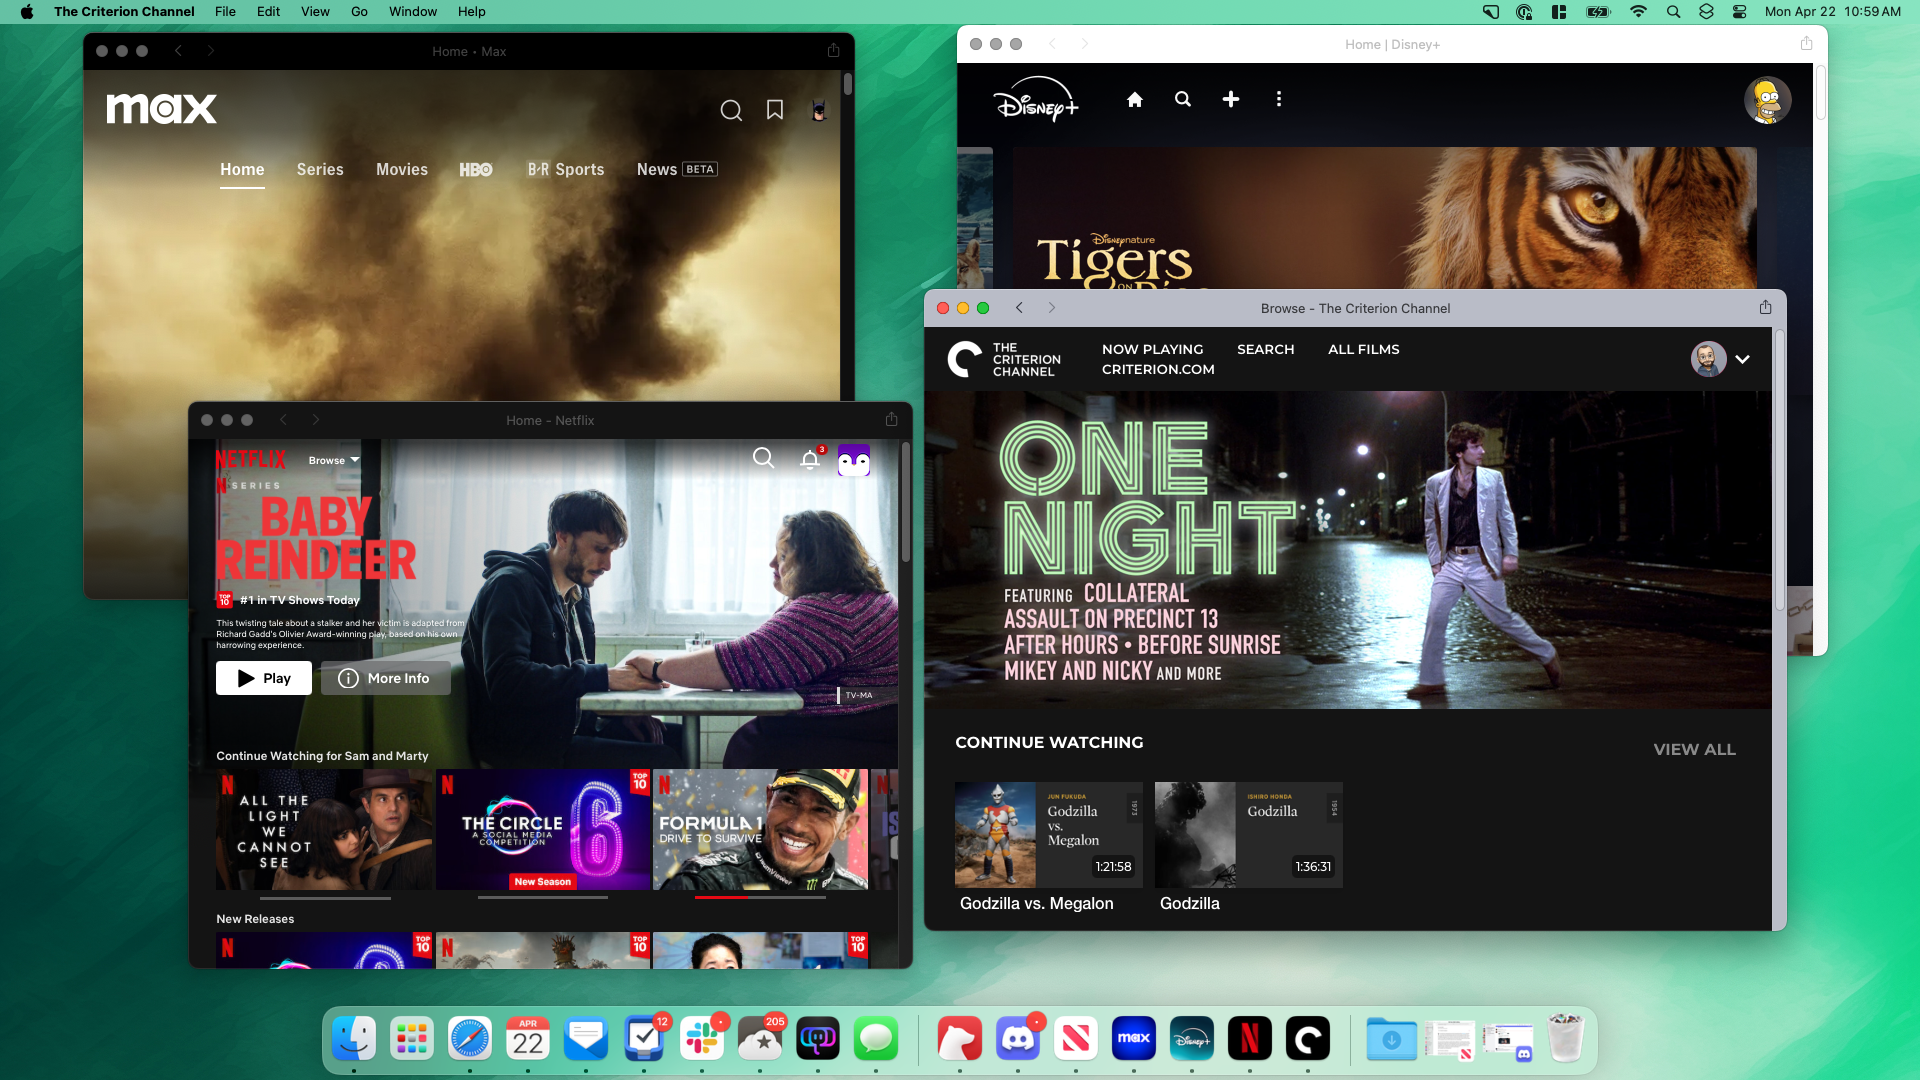 The Criterion Channel File Edit View Go Window Help
Mon Apr 22 10:59 AM
Home • Max
max
Home Series Movies HBO B/R Sports News BETA
Home | Disney+
Disney+
Disneynature
Tigers
ON
Home - Netflix
NETFLIX Browse
3
N SERIES
BABY
REINDEER
TOP 10 #1 in TV Shows Today
This twisting tale about a stalker and her victim is adapted from
Richard Gadd's Olivier Award-winning play, based on his own
harrowing experience.
Play More Info
TV-MA
Continue Watching for Sam and Marty
N
ALL THE
LIGHT
WE
CANNOT
SEE
N
TOP 10
THE CIRCLE
A SOCIAL MEDIA
COMPETITION
6
New Season
N
FORMULA 1
DRIVE TO SURVIVE
TeamViewer
N
New Releases
N TOP 10
N TOP 10
TOP 10
Browse - The Criterion Channel
THE
CRITERION
CHANNEL
NOW PLAYING SEARCH ALL FILMS
CRITERION.COM
ONE
NIGHT
FEATURING COLLATERAL
ASSAULT ON PRECINCT 13
AFTER HOURS • BEFORE SUNRISE
MIKEY AND NICKY AND MORE
CONTINUE WATCHING
VIEW ALL
JUN FUKUDA
Godzilla
vs.
Megalon
1973
1:21:58
Godzilla vs. Megalon
ISHIRO HONDA
Godzilla
1954
1:36:31
Godzilla
APR
22
12
205
max
Disney+
N